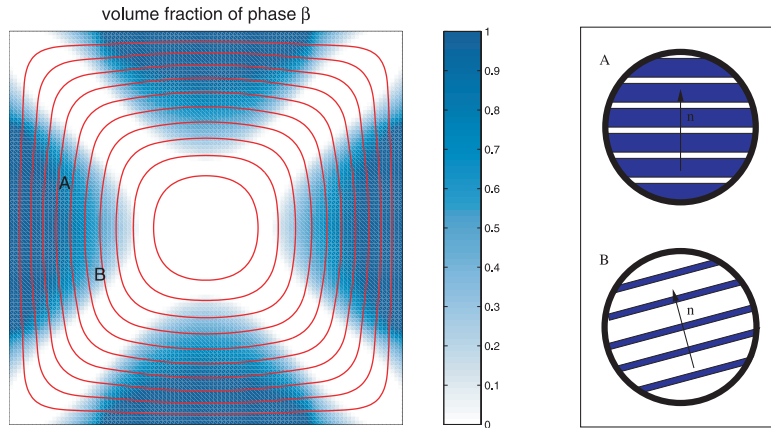 volume fraction of phase β
A
B
1
0.9
0.8
0.7
0.6
0.5
0.4
0.3
0.2
0.1
0
A
n
B
n